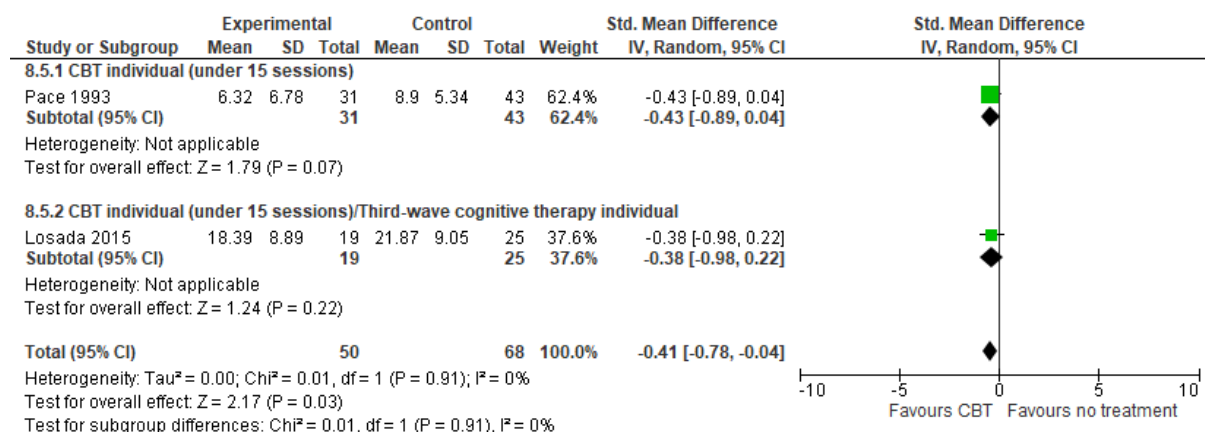 Experimental Control Std. Mean Difference Std. Mean Difference
Study or Subgroup Mean SD Total Mean SD Total Weight IV, Random, 95% CI IV, Random, 95% CI
8.5.1 CBT individual (under 15 sessions)
Pace 1993 6.32 6.78 31 8.9 5.34 43 62.4% -0.43 [-0.89, 0.04]
Subtotal (95% CI) 31 43 62.4% -0.43 [-0.89, 0.04]
Heterogeneity: Not applicable
Test for overall effect: Z = 1.79 (P = 0.07)
8.5.2 CBT individual (under 15 sessions)/Third-wave cognitive therapy individual
Losada 2015 18.39 8.89 19 21.87 9.05 25 37.6% -0.38 [-0.98, 0.22]
Subtotal (95% CI) 19 25 37.6% -0.38 [-0.98, 0.22]
Heterogeneity: Not applicable
Test for overall effect: Z = 1.24 (P = 0.22)
Total (95% CI) 50 68 100.0% -0.41 [-0.78, -0.04]
Heterogeneity: Tau² = 0.00; Chi² = 0.01, df = 1 (P = 0.91); I² = 0%
Test for overall effect: Z = 2.17 (P = 0.03)
Test for subgroup differences: Chi² = 0.01, df = 1 (P = 0.91), I² = 0%
-10 -5 0 5 10
Favours CBT Favours no treatment